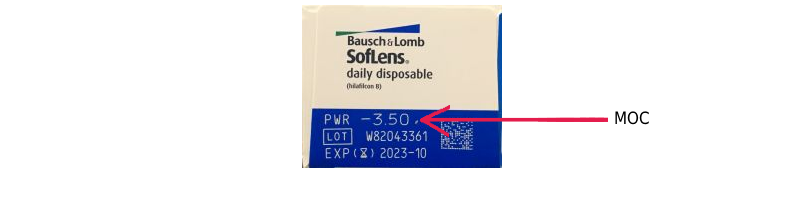 Bausch & Lomb
SofLens®
daily disposable
(hilafilcon B)
PWR -3.50
MOC
LOT W82043361
EXP 2023-10